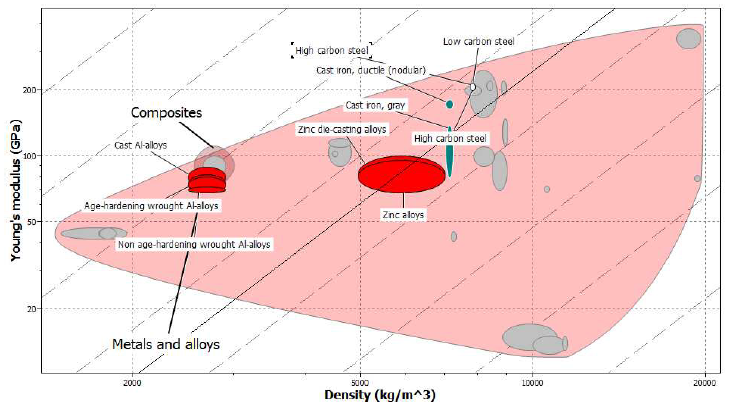 High carbon steel
Low carbon steel
Cast iron, ductile (nodular)
200
Cast iron, gray
Composites
Zinc die-casting alloys
High carbon steel
Cast Al-alloys
100
Young's modulus (GPa)
Age-hardening wrought Al-alloys
Zinc alloys
50
Non age-hardening wrought Al-alloys
20
Metals and alloys
2000
5000
10000
20000
Density (kg/m^3)